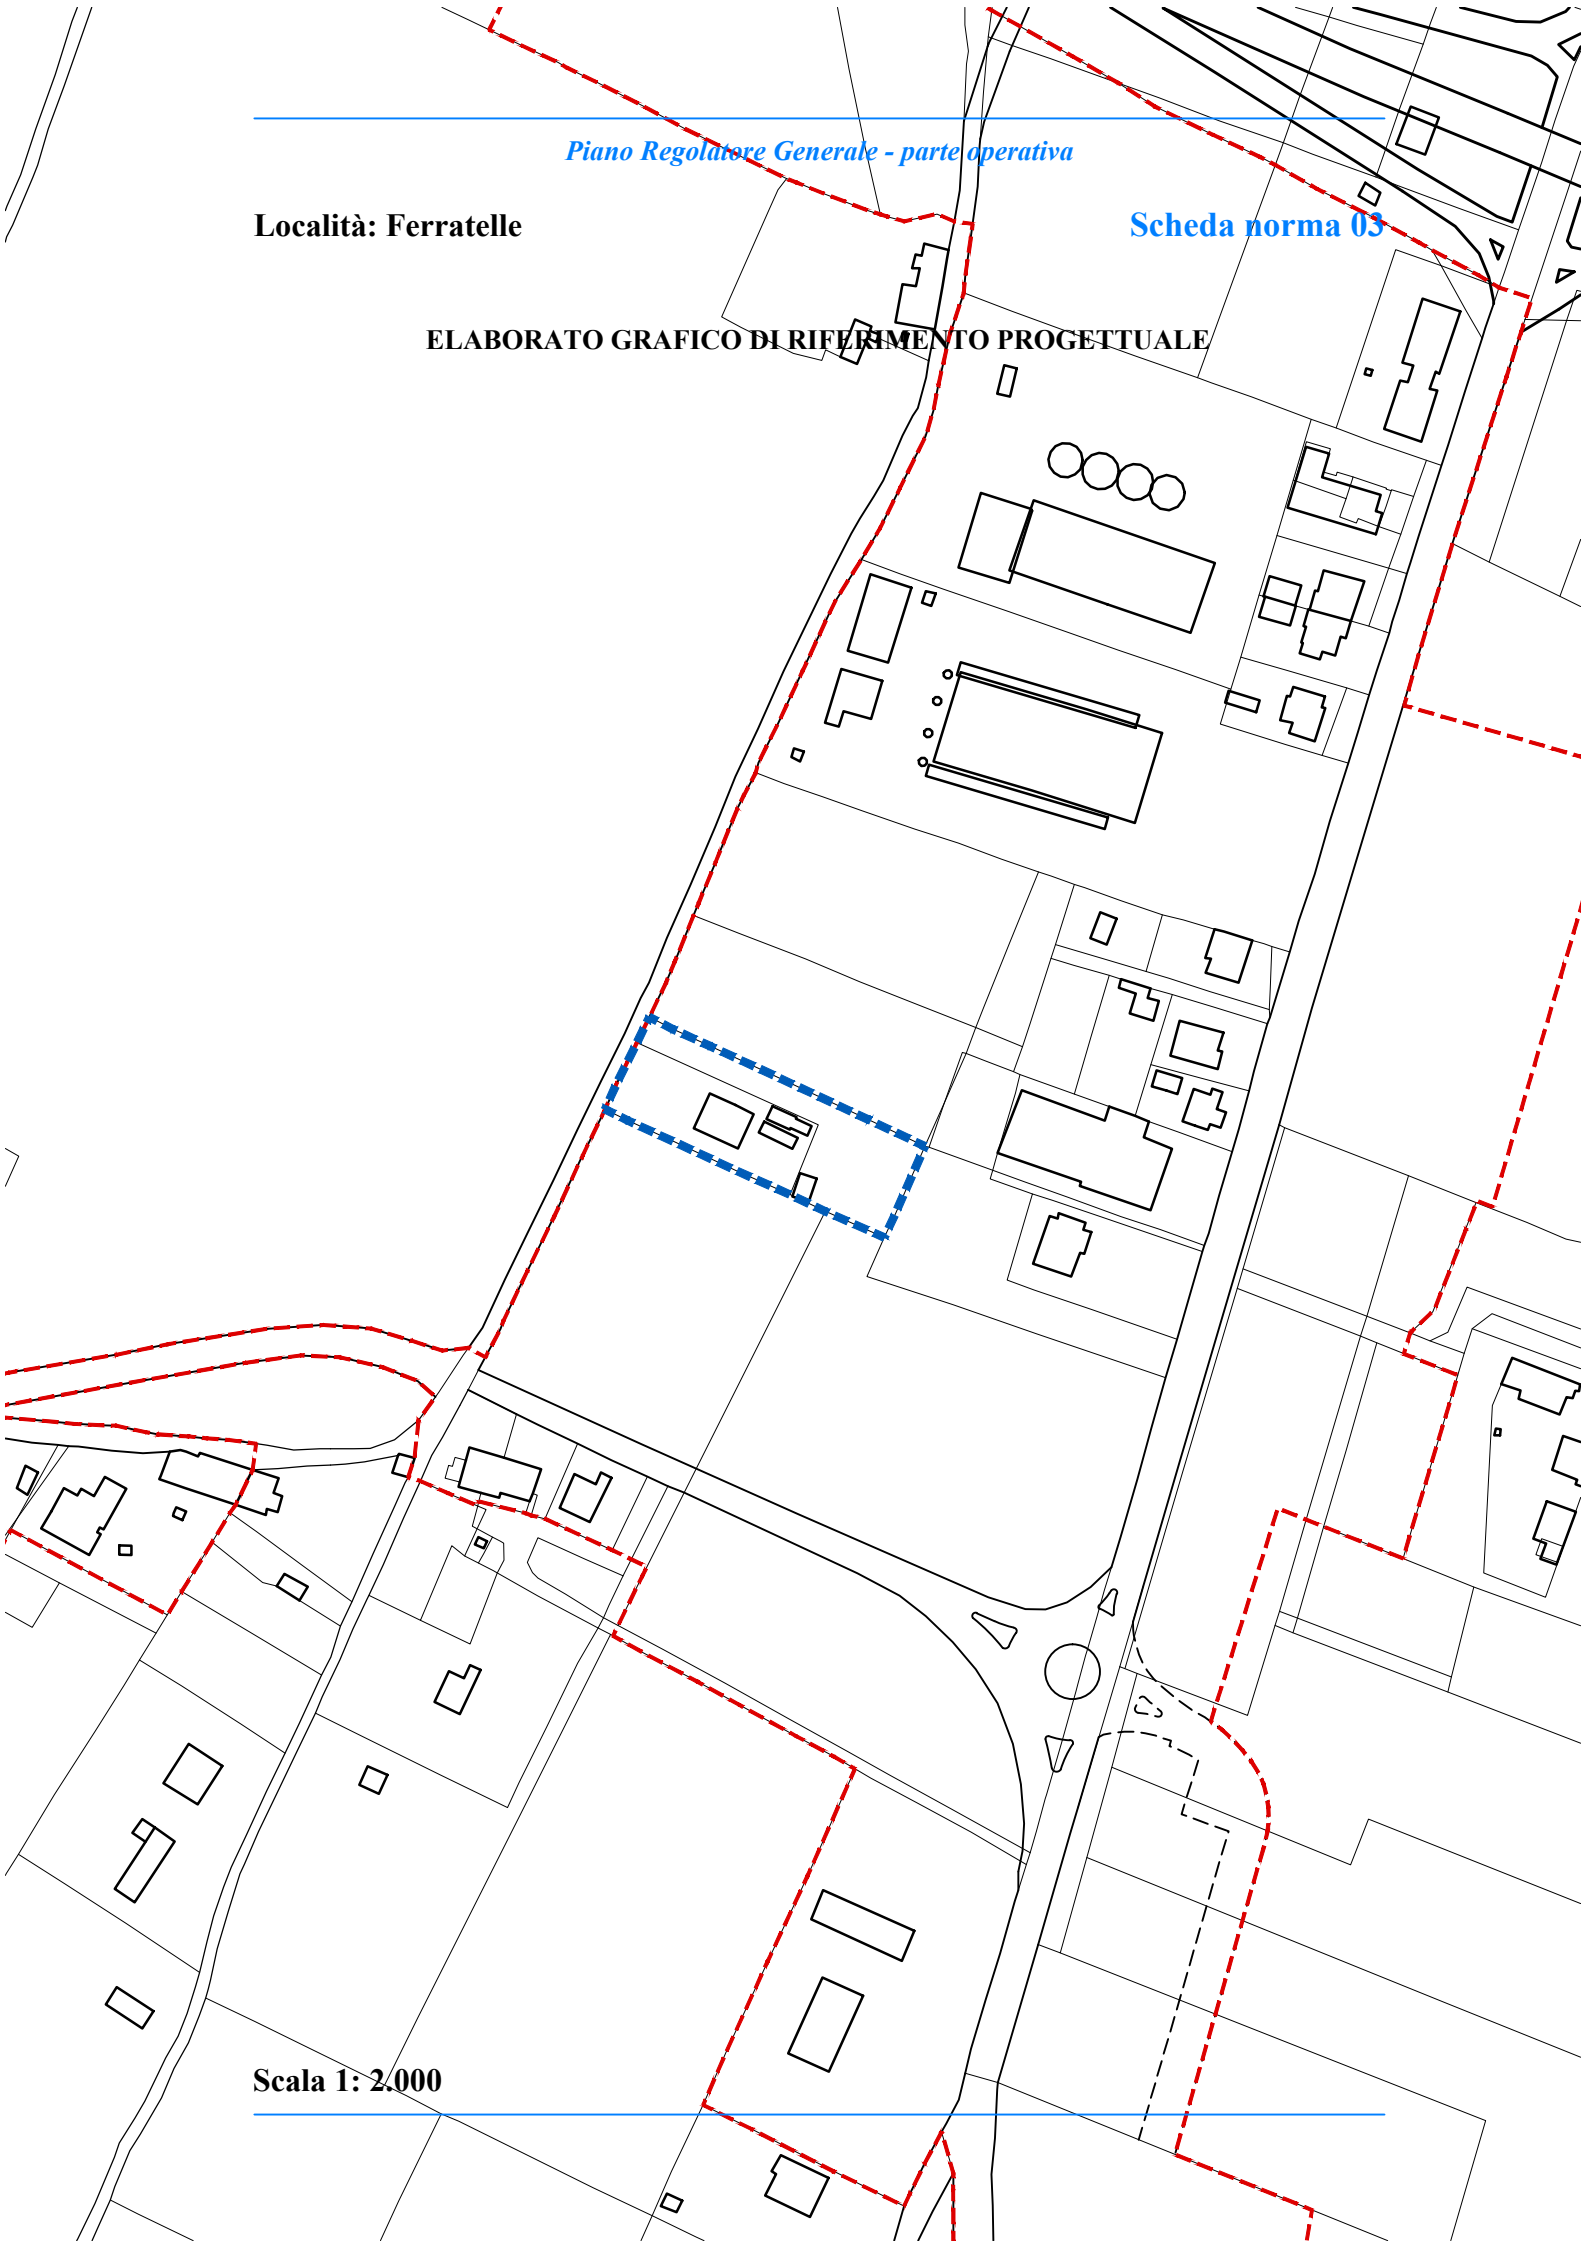 Piano Regolatore Generale - parte operativa
Località: Ferratelle
Scheda norma 03
ELABORATO GRAFICO DI RIFERIMENTO PROGETTUALE
Scala 1: 2.000